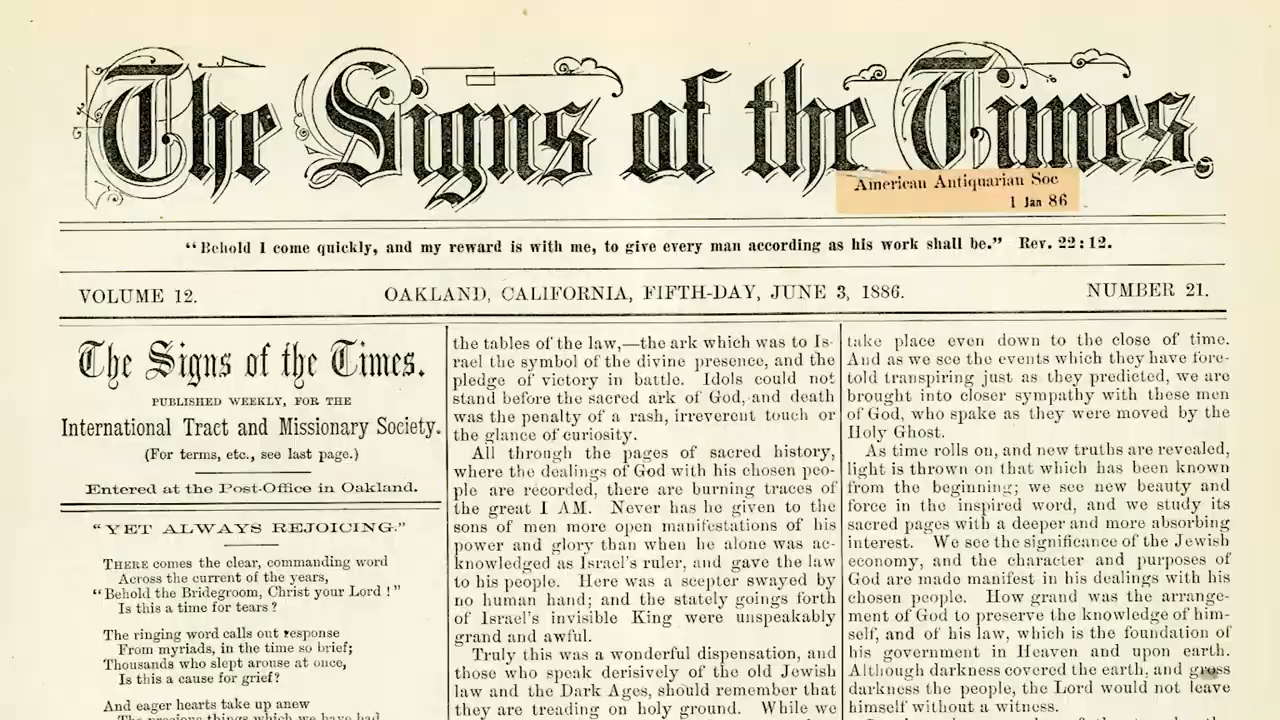 The Signs of the Times.
American Antiquarian Soc
1 Jan 86
"Behold I come quickly, and my reward is with me, to give every man according as his work shall be." Rev. 22:12.
VOLUME 12.
OAKLAND, CALIFORNIA, FIFTH-DAY, JUNE 3, 1886.
NUMBER 21.
The Signs of the Times.
PUBLISHED WEEKLY, FOR THE
International Tract and Missionary Society.
(For terms, etc., see last page.)
Entered at the Post-Office in Oakland.
"YET ALWAYS REJOICING."
THERE comes the clear, commanding word
Across the current of the years,
"Behold the Bridegroom, Christ your Lord!"
Is this a time for tears?
The ringing word calls out response
From myriads, in the time so brief;
Thousands who slept arouse at once,
Is this a cause for grief?
And eager hearts take up anew
The precious things which we have had
the tables of the law,—the ark which was to Is-
rael the symbol of the divine presence, and the
pledge of victory in battle. Idols could not
stand before the sacred ark of God, and death
was the penalty of a rash, irreverent touch or
the glance of curiosity.
All through the pages of sacred history,
where the dealings of God with his chosen peo-
ple are recorded, there are burning traces of
the great I AM. Never has he given to the
sons of men more open manifestations of his
power and glory than when he alone was ac-
knowledged as Israel's ruler, and gave the law
to his people. Here was a scepter swayed by
no human hand; and the stately goings forth
of Israel's invisible King were unspeakably
grand and awful.
Truly this was a wonderful dispensation, and
those who speak derisively of the old Jewish
law and the Dark Ages, should remember that
they are treading on holy ground. While we
take place even down to the close of time.
And as we see the events which they have fore-
told transpiring just as they predicted, we are
brought into closer sympathy with these men
of God, who spake as they were moved by the
Holy Ghost.
As time rolls on, and new truths are revealed,
light is thrown on that which has been known
from the beginning; we see new beauty and
force in the inspired word, and we study its
sacred pages with a deeper and more absorbing
interest. We see the significance of the Jewish
economy, and the character and purposes of
God are made manifest in his dealings with his
chosen people. How grand was the arrange-
ment of God to preserve the knowledge of him-
self, and of his law, which is the foundation of
his government in Heaven and upon earth.
Although darkness covered the earth, and gross
darkness the people, the Lord would not leave
himself without a witness.